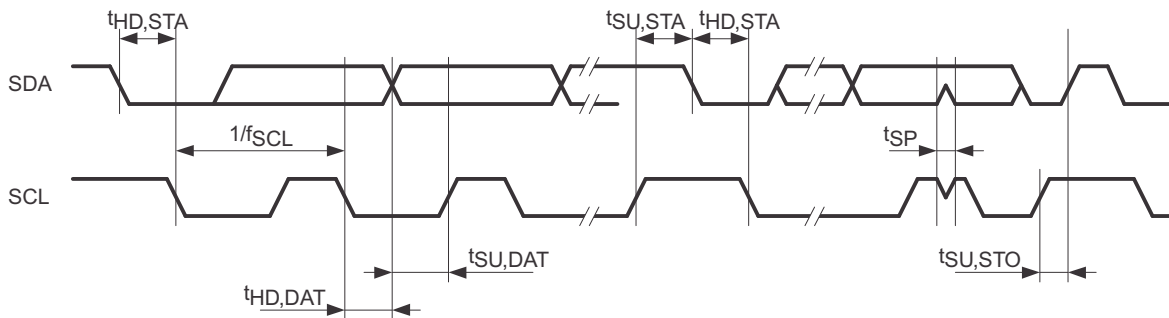 tHD,STA
tSU,STA tHD,STA
SDA
1/fSCL
tSP
SCL
tSU,DAT
tSU,STO
tHD,DAT